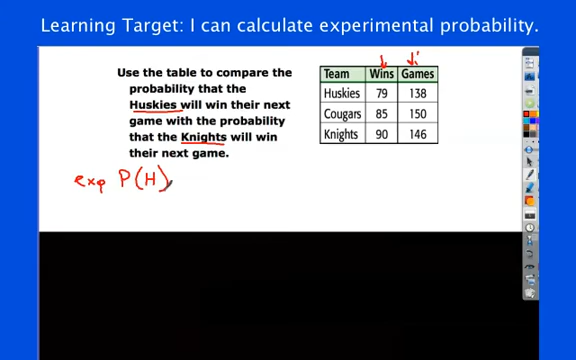 Learning Target: I can calculate experimental probability.
Use the table to compare the
probability that the
Huskies will win their next
game with the probability
that the Knights will win
their next game.
Team Wins Games
Huskies 79 138
Cougars 85 150
Knights 90 146
exp P(H)